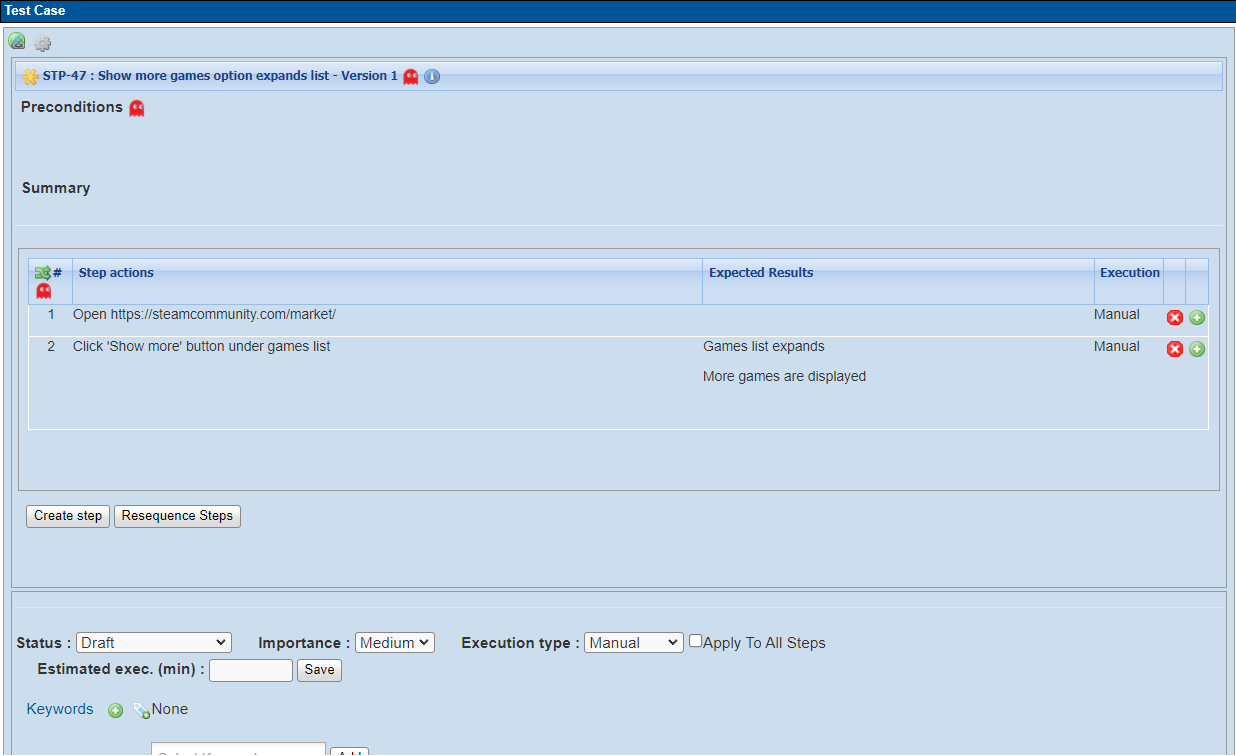 Test Case
STP-47 : Show more games option expands list - Version 1
Preconditions
Summary
# Step actions Expected Results Execution
1 Open https://steamcommunity.com/market/ Manual
2 Click 'Show more' button under games list Games list expands Manual
More games are displayed
Create step Resequence Steps
Status : Draft Importance : Medium Execution type : Manual Apply To All Steps
Estimated exec. (min) : Save
Keywords None